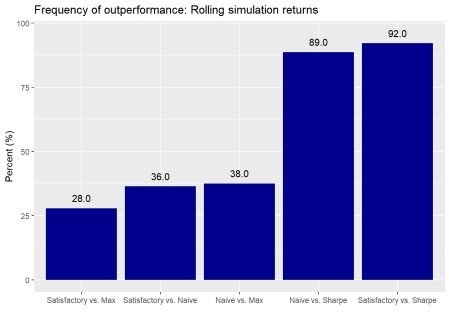 Frequency of outperformance: Rolling simulation returns
Percent (%)
100
75
50
25
0
28.0
36.0
38.0
89.0
92.0
Satisfactory vs. Max
Satisfactory vs. Naive
Naive vs. Max
Naive vs. Sharpe
Satisfactory vs. Sharpe